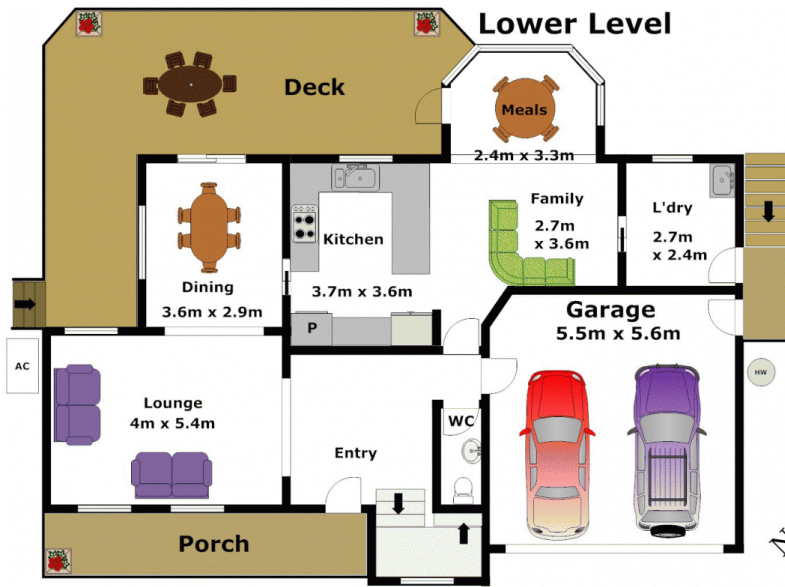 Lower Level
Deck
Meals
2.4m x 3.3m
Family
2.7m
x 3.6m
L'dry
2.7m
x 2.4m
Kitchen
3.7m x 3.6m
Dining
3.6m x 2.9m
P
Garage
5.5m x 5.6m
AC
HW
Lounge
4m x 5.4m
WC
Entry
Porch
N